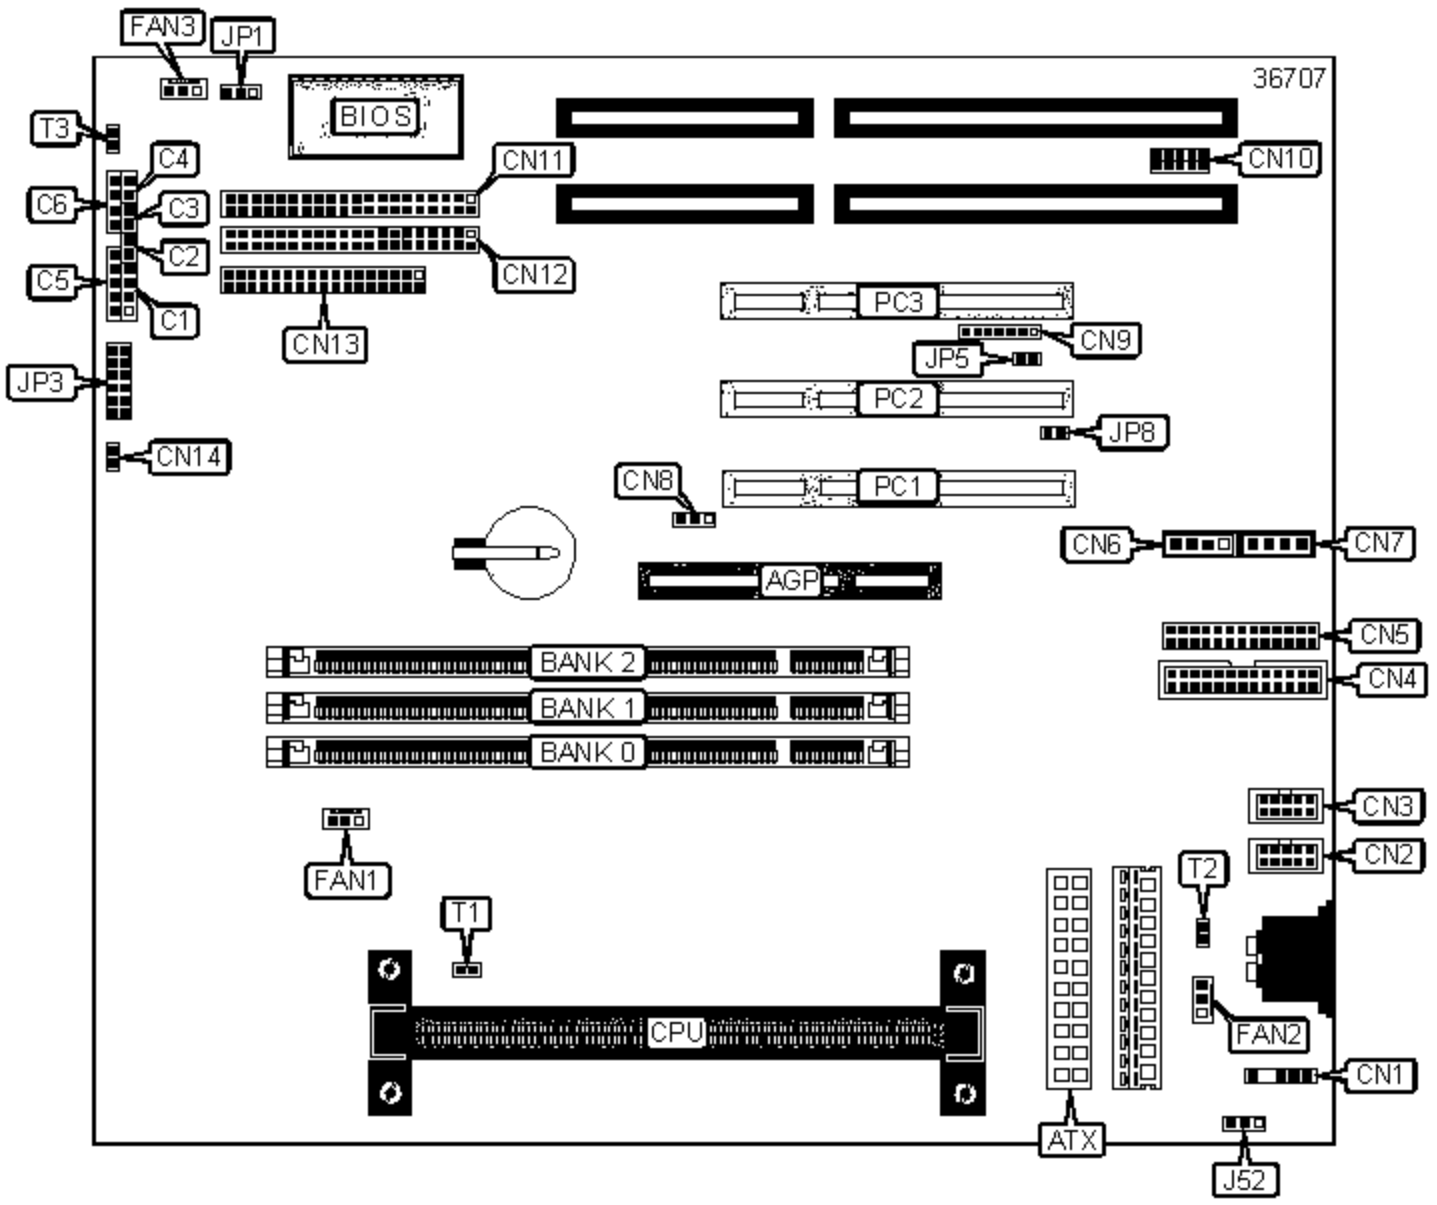 FAN3
JP1
36707
BIOS
T3
C4
CN11
CN10
C6
C3
C2
CN12
C5
C1
PC3
CN13
CN9
JP5
JP3
PC2
JP8
CN14
CN8
PC1
CN6
CN7
AGP
CN5
BANK 2
CN4
BANK 1
BANK 0
CN3
CN2
T2
FAN1
T1
CPU
FAN2
CN1
ATX
J52